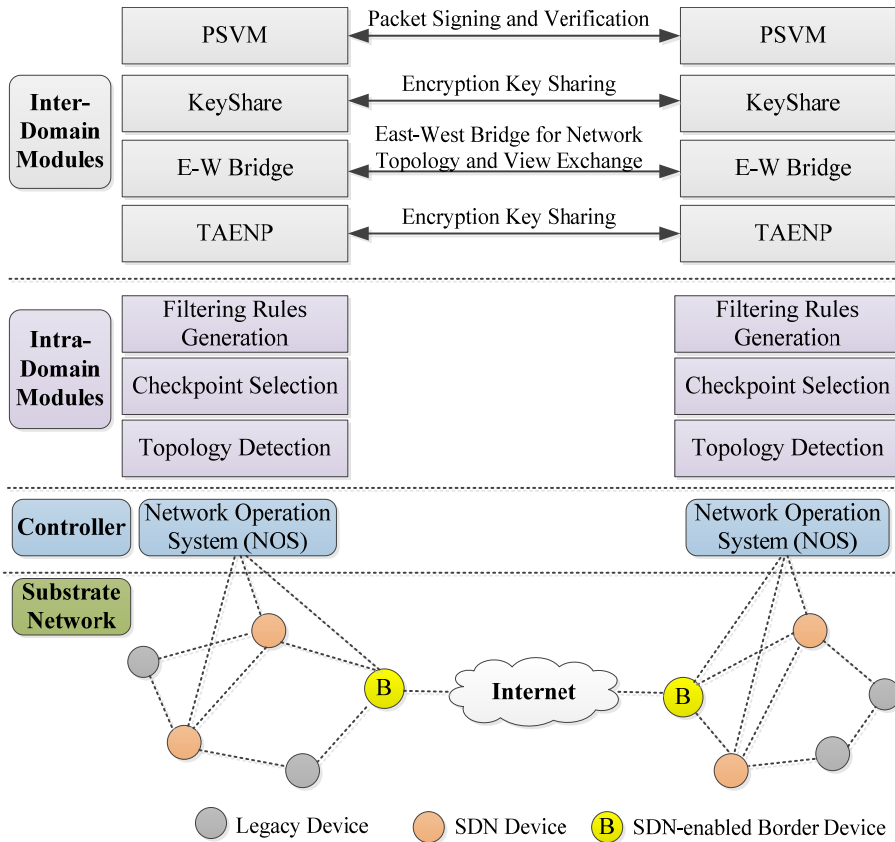 PSVM
Packet Signing and Verification
PSVM
Inter-
Domain
Modules
KeyShare
Encryption Key Sharing
KeyShare
E-W Bridge
East-West Bridge for Network
Topology and View Exchange
E-W Bridge
TAENP
Encryption Key Sharing
TAENP
Intra-
Domain
Modules
Filtering Rules
Generation
Filtering Rules
Generation
Checkpoint Selection
Checkpoint Selection
Topology Detection
Topology Detection
Controller
Network Operation
System (NOS)
Network Operation
System (NOS)
Substrate
Network
B
Internet
B
Legacy Device
SDN Device
B
SDN-enabled Border Device